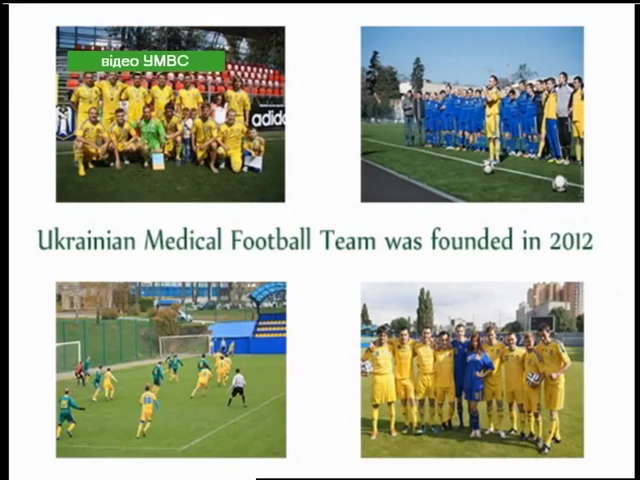 відео УМВС
adidas
Ukrainian Medical Football Team was founded in 2012